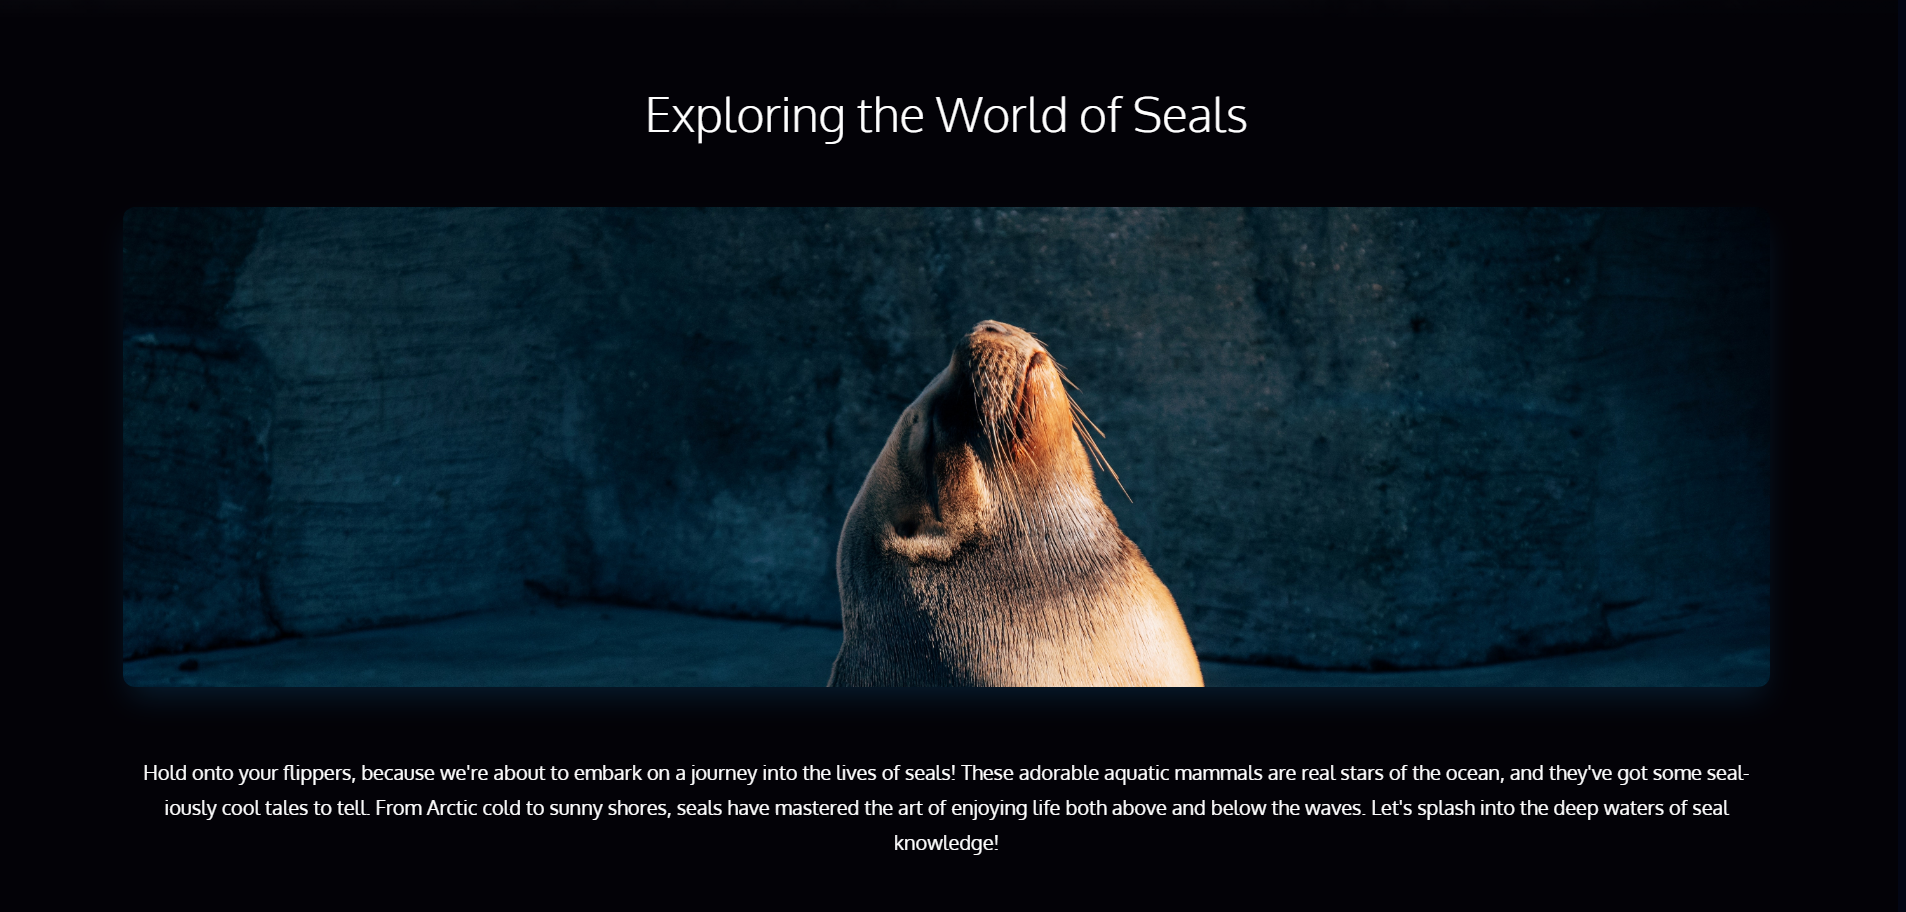 Exploring the World of Seals
Hold onto your flippers, because we're about to embark on a journey into the lives of seals! These adorable aquatic mammals are real stars of the ocean, and they've got some seal-
iously cool tales to tell. From Arctic cold to sunny shores, seals have mastered the art of enjoying life both above and below the waves. Let's splash into the deep waters of seal
knowledge!